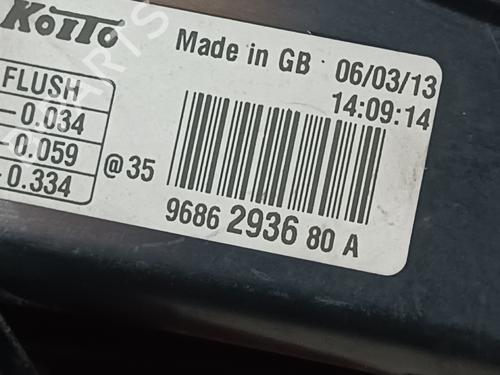 KOITO
Made in GB 06/03/13
14:09:14
FLUSH
-0.034
-0.059
-0.334
@35
9686 2936 80 A